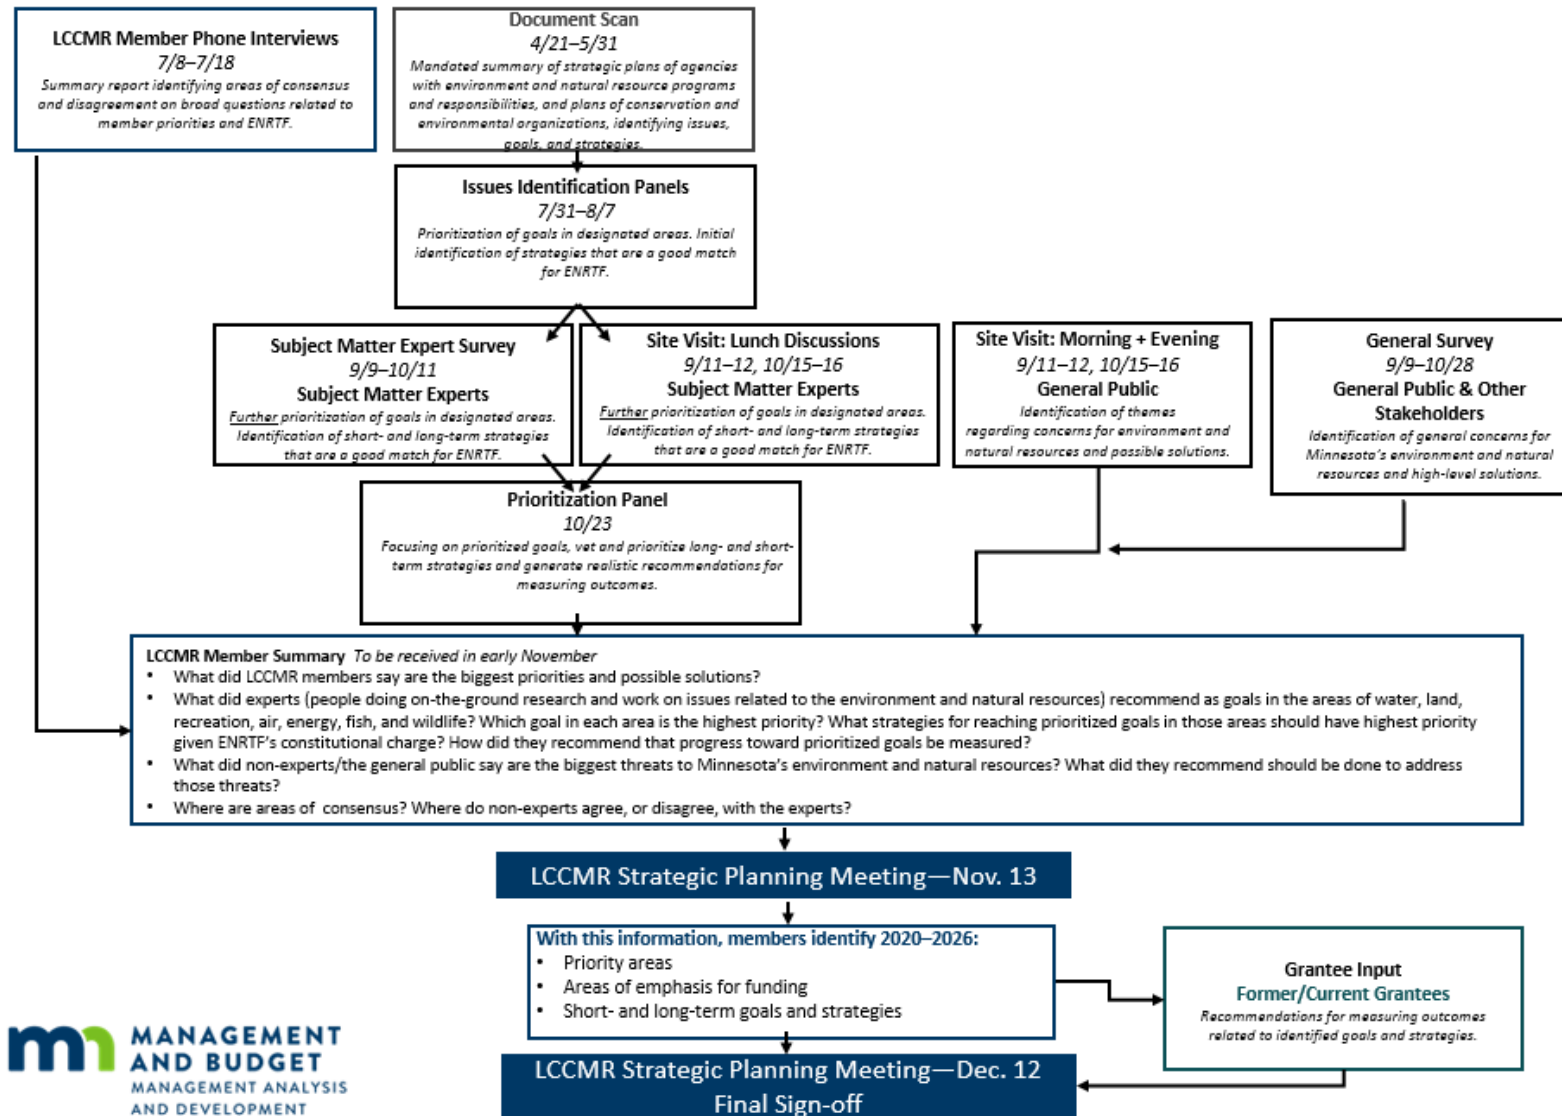 LCCMR Member Phone Interviews
7/8–7/18
Summary report identifying areas of consensus
and disagreement on broad questions related to
member priorities and ENRTF.
Document Scan
4/21–5/31
Mandated summary of strategic plans of agencies
with environment and natural resource programs
and responsibilities, and plans of conservation and
environmental organizations, identifying issues,
goals, and strategies.
Issues Identification Panels
7/31–8/7
Prioritization of goals in designated areas. Initial
identification of strategies that are a good match
for ENRTF.
Subject Matter Expert Survey
9/9–10/11
Subject Matter Experts
Further prioritization of goals in designated areas.
Identification of short- and long-term strategies
that are a good match for ENRTF.
Site Visit: Lunch Discussions
9/11–12, 10/15–16
Subject Matter Experts
Further prioritization of goals in designated areas.
Identification of short- and long-term strategies
that are a good match for ENRTF.
Site Visit: Morning + Evening
9/11–12, 10/15–16
General Public
Identification of themes
regarding concerns for environment and
natural resources and possible solutions.
General Survey
9/9–10/28
General Public & Other
Stakeholders
Identification of general concerns for
Minnesota's environment and natural
resources and high-level solutions.
Prioritization Panel
10/23
Focusing on prioritized goals, vet and prioritize long- and short-
term strategies and generate realistic recommendations for
measuring outcomes.
LCCMR Member Summary To be received in early November
• What did LCCMR members say are the biggest priorities and possible solutions?
• What did experts (people doing on-the-ground research and work on issues related to the environment and natural resources) recommend as goals in the areas of water, land,
recreation, air, energy, fish, and wildlife? Which goal in each area is the highest priority? What strategies for reaching prioritized goals in those areas should have highest priority
given ENRTF's constitutional charge? How did they recommend that progress toward prioritized goals be measured?
• What did non-experts/the general public say are the biggest threats to Minnesota's environment and natural resources? What did they recommend should be done to address
those threats?
• Where are areas of consensus? Where do non-experts agree, or disagree, with the experts?
LCCMR Strategic Planning Meeting—Nov. 13
With this information, members identify 2020–2026:
• Priority areas
• Areas of emphasis for funding
• Short- and long-term goals and strategies
Grantee Input
Former/Current Grantees
Recommendations for measuring outcomes
related to identified goals and strategies.
LCCMR Strategic Planning Meeting—Dec. 12
Final Sign-off
mn MANAGEMENT
AND BUDGET
MANAGEMENT ANALYSIS
AND DEVELOPMENT